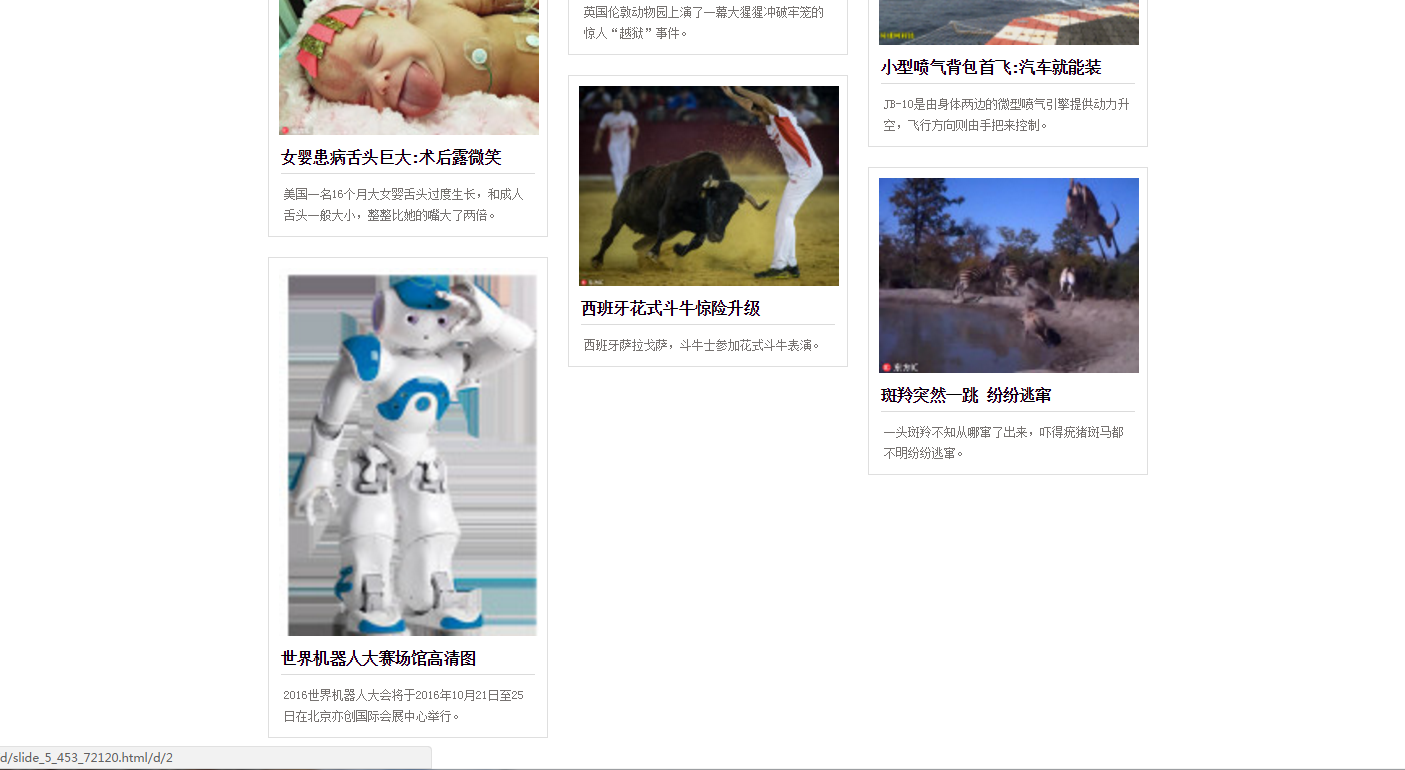 女婴患病舌头巨大:术后露微笑
美国一名16个月大女婴舌头过度生长，和成人
舌头一般大小，整整比她的嘴大了两倍。
世界机器人大赛场馆高清图
2016世界机器人大会将于2016年10月21日至25
日在北京亦创国际会展中心举行。
英国伦敦动物园上演了一幕大猩猩冲破牢笼的
惊人“越狱”事件。
西班牙花式斗牛惊险升级
西班牙萨拉戈萨，斗牛士参加花式斗牛表演。
小型喷气背包首飞:汽车就能装
JB-10是由身体两边的微型喷气引擎提供动力升
空，飞行方向则由手把来控制。
东方IC
斑羚突然一跳 纷纷逃窜
一头斑羚不知从哪窜了出来，吓得疣猪斑马都
不明纷纷逃窜。
d/slide_5_453_72120.html/d/2